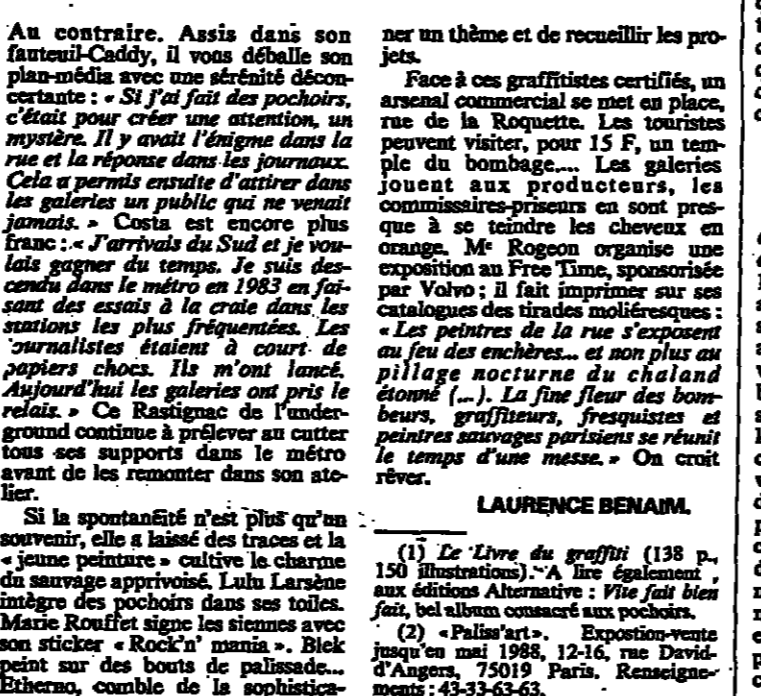 Au contraire. Assis dans son
fauteuil-Caddy, il vous déballe son
plan-média avec une sérénité décon-
certante : « Si j'ai fait des pochoirs,
c'était pour créer une attention, un
mystère. Il y avait l'énigme dans la
rue et la réponse dans les journaux.
Cela a permis ensuite d'attirer dans
les galeries un public qui ne venait
jamais. » Costa est encore plus
franc : « J'arrivais du Sud et je vou-
lais gagner du temps. Je suis des-
cendu dans le métro en 1983 en fai-
sant des essais à la craie dans les
stations les plus fréquentées. Les
ournalistes étaient à court de
papiers chocs. Ils m'ont lancé.
Aujourd'hui les galeries ont pris le
relais. » Ce Rastignac de l'under-
ground continue à prélever au cutter
tous ses supports dans le métro
avant de les remonter dans son ate-
lier.
Si la spontanéité n'est plus qu'un
souvenir, elle a laissé des traces et la
« jeune peinture » cultive le charme
du sauvage apprivoisé. Lulu Larsène
intègre des pochoirs dans ses toiles.
Marie Rouffet signe les siennes avec
son sticker « Rock'n' mania ». Blek
peint sur des bouts de palissade...
Etherno, comble de la sophistica-
ner un thème et de recueillir les pro-
jets.
Face à ces graffitistes certifiés, un
arsenal commercial se met en place,
rue de la Roquette. Les touristes
peuvent visiter, pour 15 F, un tem-
ple du bombage.... Les galeries
jouent aux producteurs, les
commissaires-priseurs en sont pres-
que à se teindre les cheveux en
orange. Me Rogeon organise une
exposition au Free Time, sponsorisée
par Volvo ; il fait imprimer sur ses
catalogues des tirades moliéresques :
« Les peintres de la rue s'exposent
au feu des enchères... et non plus au
pillage nocturne du chaland
étonné (...). La fine fleur des bom-
beurs, graffiteurs, fresquistes et
peintres sauvages parisiens se réunit
le temps d'une messe. » On croit
rêver.
LAURENCE BENAIM.
(1) Le Livre du graffiti (138 p.,
150 illustrations). A lire également,
aux éditions Alternative : Vite fait bien
fait, bel album consacré aux pochoirs.
(2) « Paliss'art ». Expostion-vente
jusqu'en mai 1988, 12-16, rue David-
d'Angers, 75019 Paris. Renseigne-
ments : 43-33-63-63.